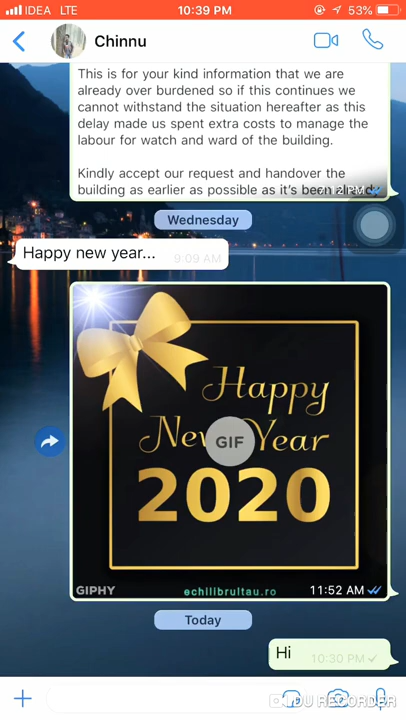 IDEA LTE 10:39 PM 53%
Chinnu
This is for your kind information that we are
already over burdened so if this continues we
cannot withstand the situation hereafter as this
delay made us spent extra costs to manage the
labour for watch and ward of the building.
Kindly accept our request and handover the
building as earlier as possible as it's been already
:12 PM
Wednesday
Happy new year...
9:09 AM
Happy
New Year
GIF
2020
GIPHY
echilibrultau.ro
11:52 AM
Today
Hi
10:30 PM
DU RECORDER